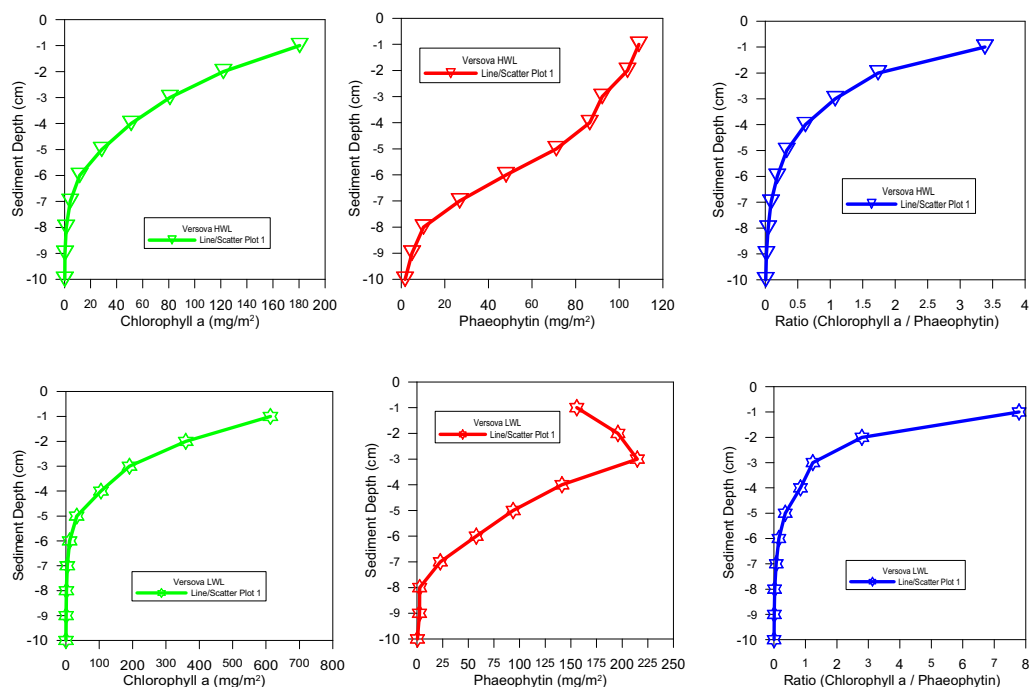 0
-1
-2
-3
-4
-5
-6
-7
-8
-9
-10
Sediment Depth (cm)
Versova HWL
Line/Scatter Plot 1
0 20 40 60 80 100 120 140 160 180 200
Chlorophyll a (mg/m²)
0
-1
-2
-3
-4
-5
-6
-7
-8
-9
-10
Sediment Depth (cm)
Versova HWL
Line/Scatter Plot 1
0 20 40 60 80 100 120
Phaeophytin (mg/m²)
0
-1
-2
-3
-4
-5
-6
-7
-8
-9
-10
Sediment Depth (cm)
Versova HWL
Line/Scatter Plot 1
0 0.5 1 1.5 2 2.5 3 3.5 4
Ratio (Chlorophyll a / Phaeophytin)
0
-1
-2
-3
-4
-5
-6
-7
-8
-9
-10
Sediment Depth (cm)
Versova LWL
Line/Scatter Plot 1
0 100 200 300 400 500 600 700 800
Chlorophyll a (mg/m²)
0
-1
-2
-3
-4
-5
-6
-7
-8
-9
-10
Sediment Depth (cm)
Versova LWL
Line/Scatter Plot 1
0 25 50 75 100 125 150 175 200 225 250
Phaeophytin (mg/m²)
0
-1
-2
-3
-4
-5
-6
-7
-8
-9
-10
Sediment Depth (cm)
Versova LWL
Line/Scatter Plot 1
0 1 2 3 4 5 6 7 8
Ratio (Chlorophyll a / Phaeophytin)